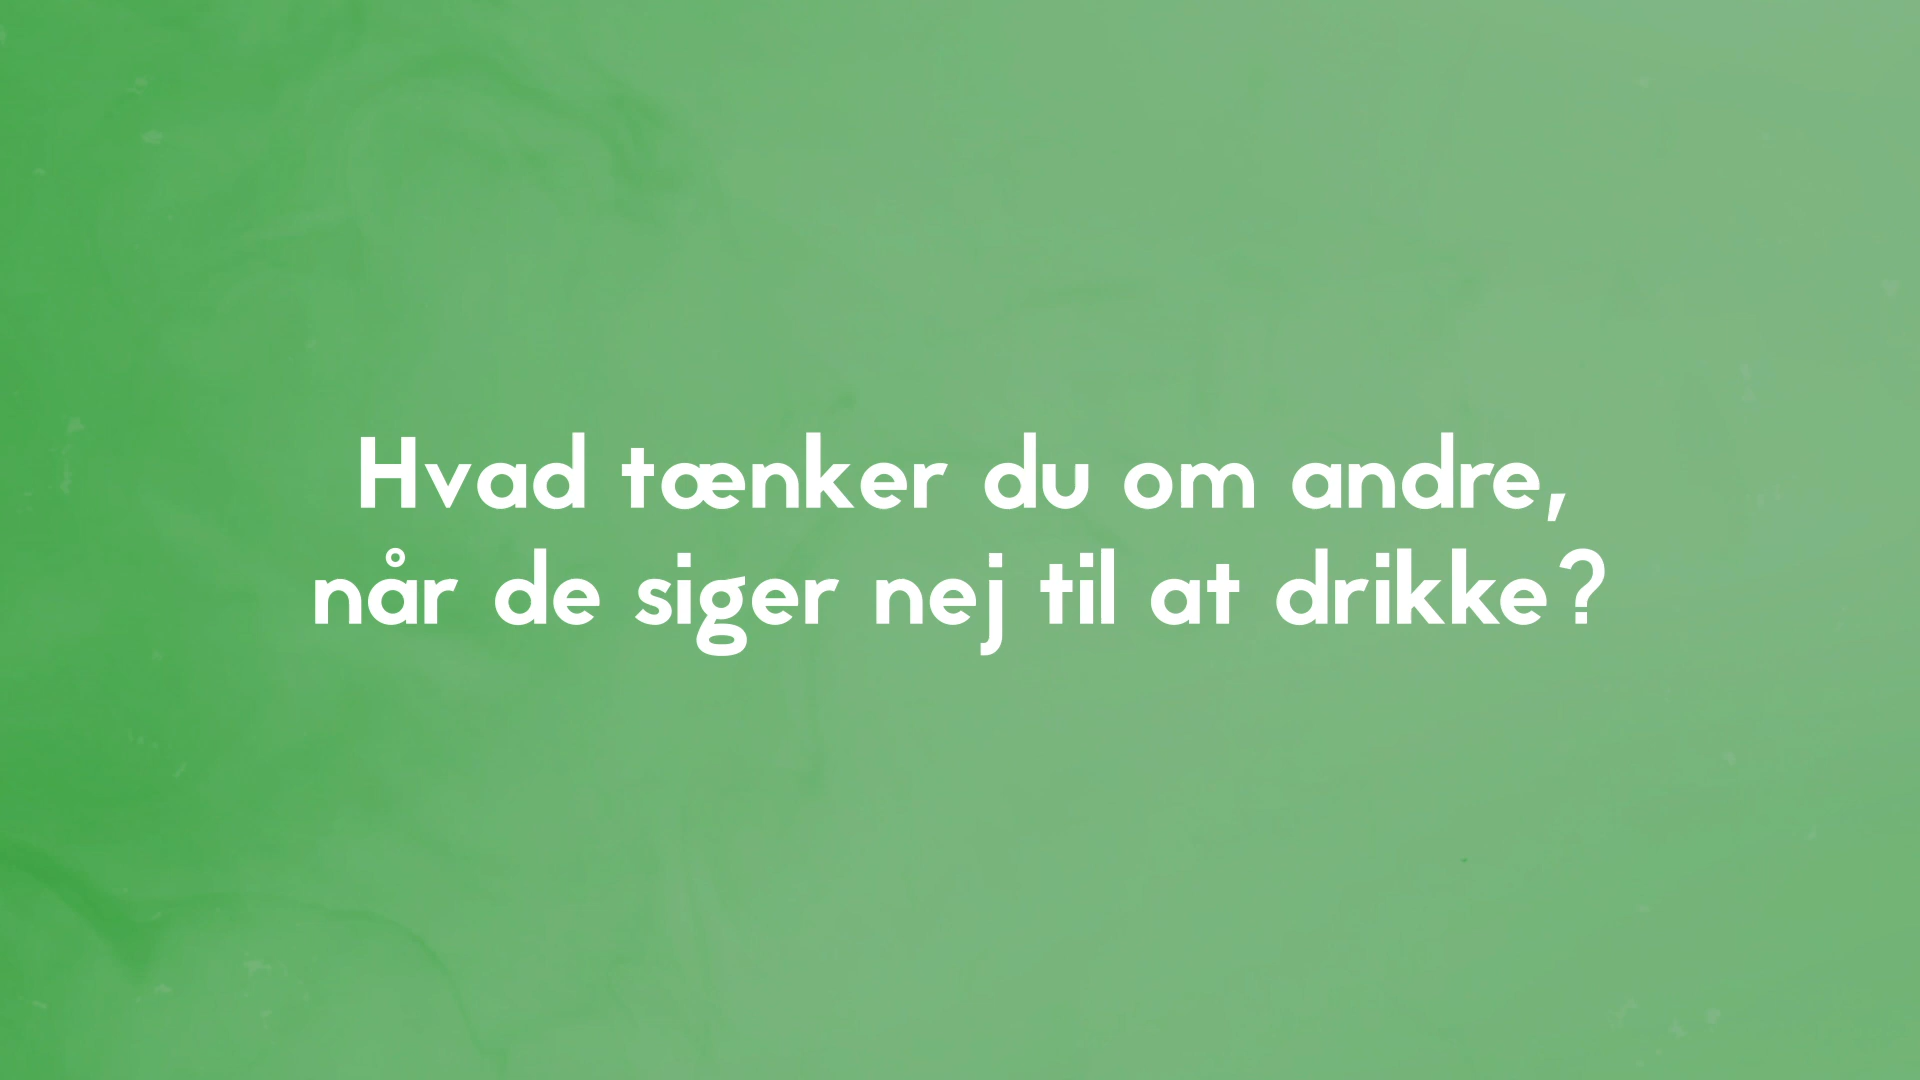 Hvad tænker du om andre,
når de siger nej til at drikke?